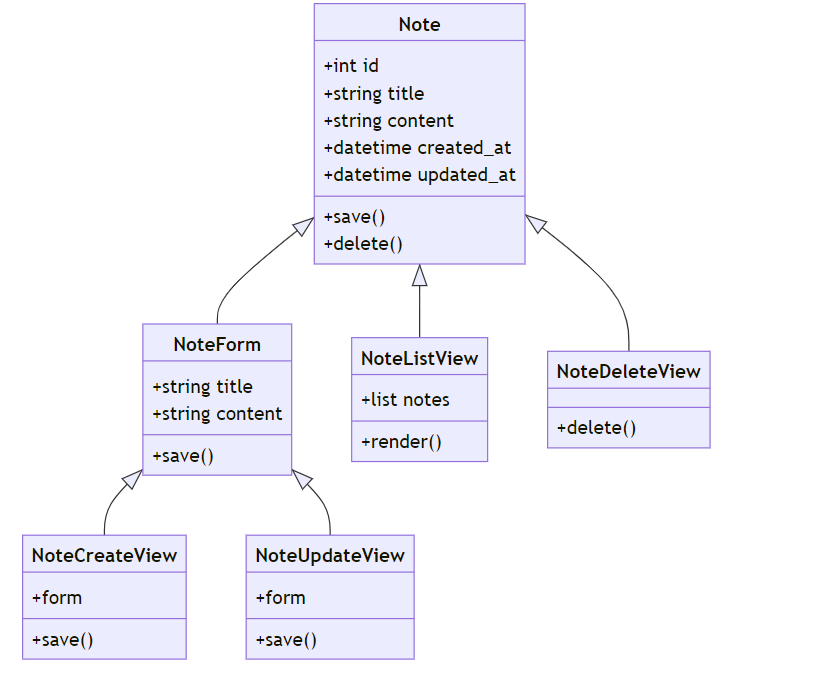 Note
+int id
+string title
+string content
+datetime created_at
+datetime updated_at
+save()
+delete()
NoteForm
+string title
+string content
+save()
NoteListView
+list notes
+render()
NoteDeleteView
+delete()
NoteCreateView
+form
+save()
NoteUpdateView
+form
+save()